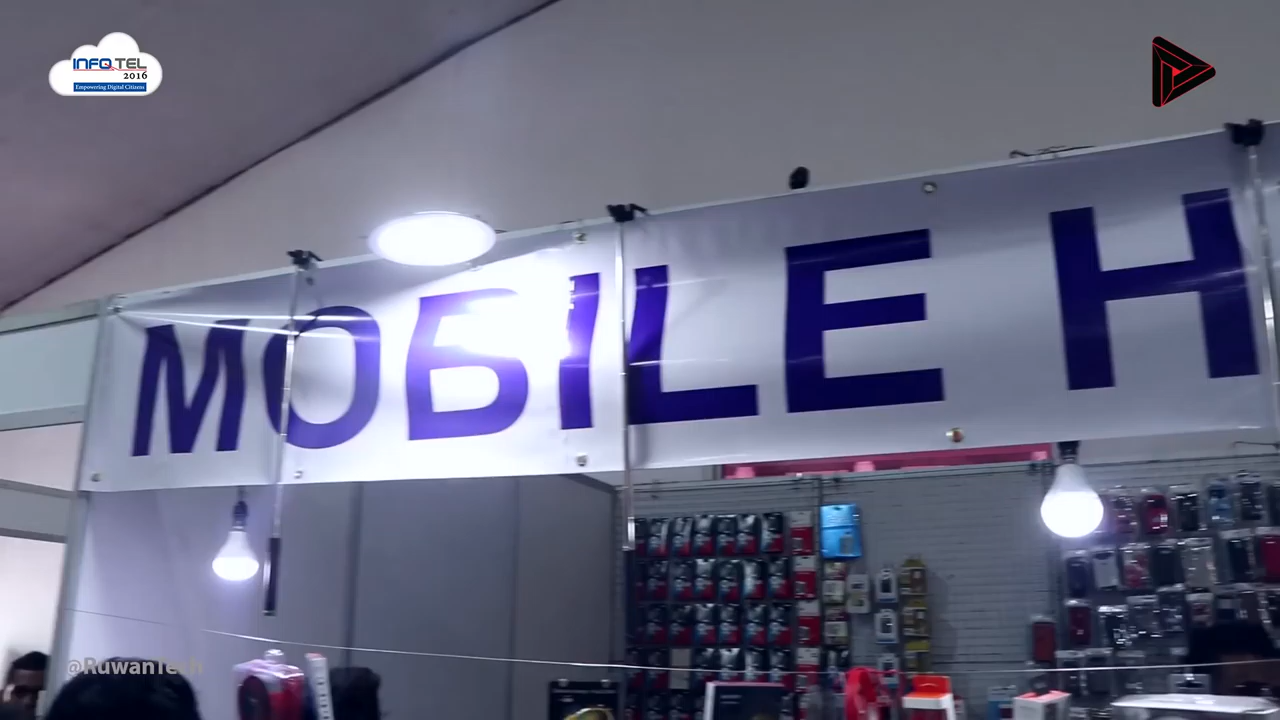 INFOTEL
2016
Empowering Digital Citizens
MOBILE H
@RuwanTech